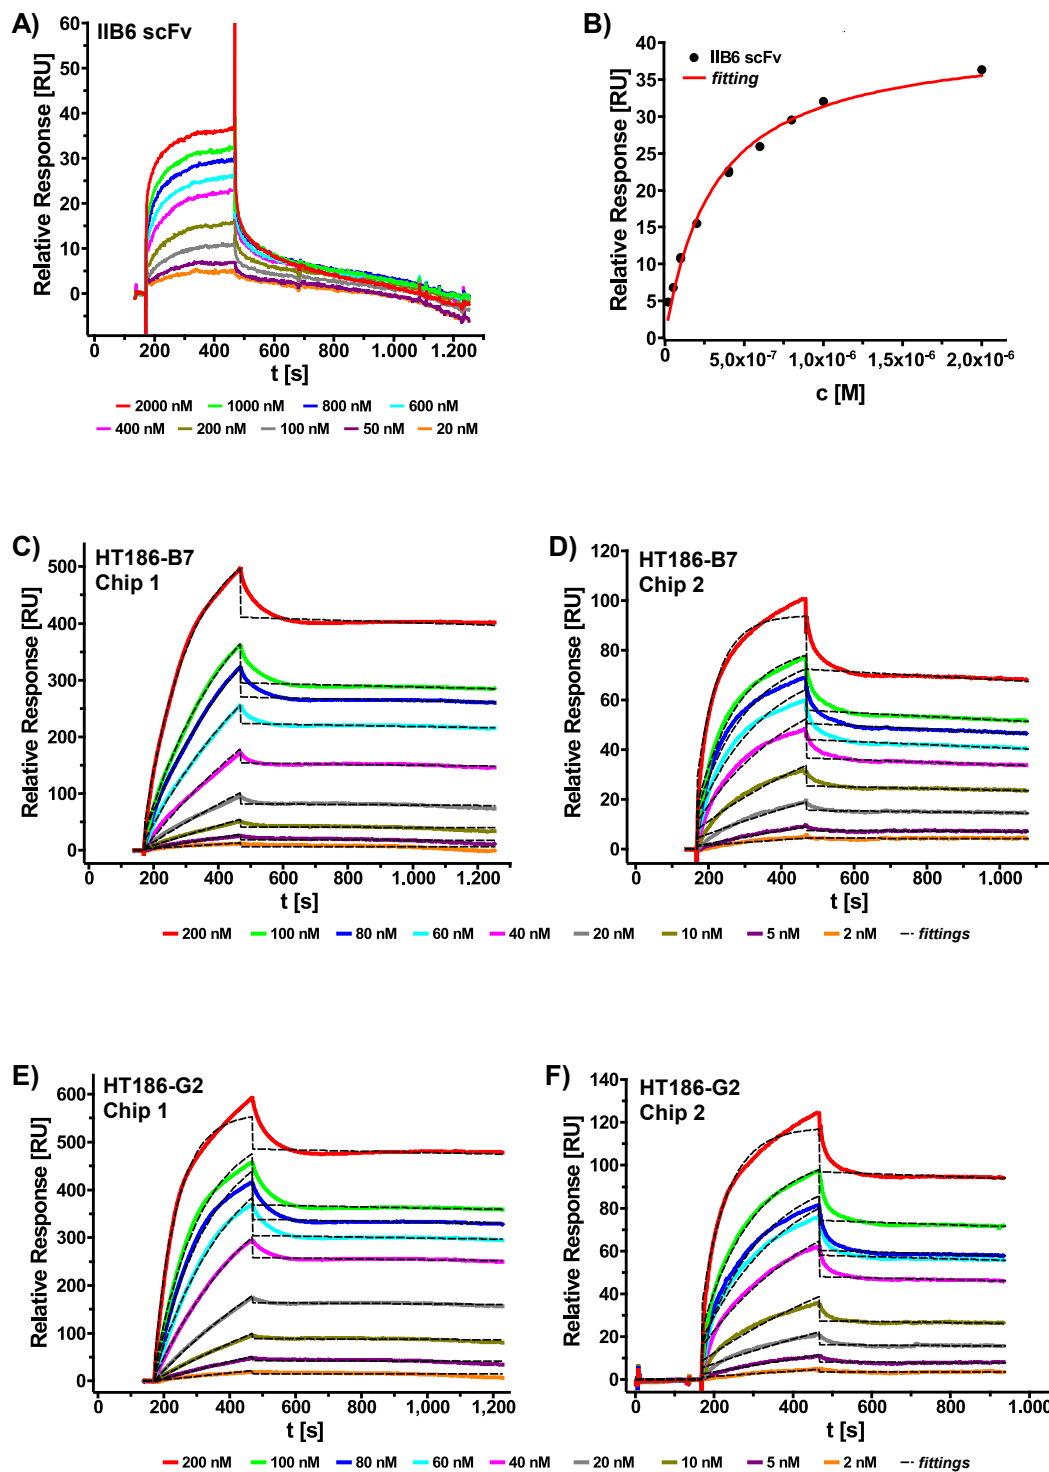 A)
IIB6 scFv
Relative Response [RU]
60
50
40
30
20
10
0
0 200 400 600 800 1.000 1.200
t [s]
2000 nM 1000 nM 800 nM 600 nM
400 nM 200 nM 100 nM 50 nM 20 nM
B)
IIB6 scFv
fitting
Relative Response [RU]
40
35
30
25
20
15
10
5
0
0 5,0x10⁻⁷ 1,0x10⁻⁶ 1,5x10⁻⁶ 2,0x10⁻⁶
c [M]
C)
HT186-B7
Chip 1
Relative Response [RU]
500
400
300
200
100
0
0 200 400 600 800 1.000 1.200
t [s]
D)
HT186-B7
Chip 2
Relative Response [RU]
120
100
80
60
40
20
0
0 200 400 600 800 1.000
t [s]
200 nM 100 nM 80 nM 60 nM 40 nM 20 nM 10 nM 5 nM 2 nM fittings
E)
HT186-G2
Chip 1
Relative Response [RU]
600
500
400
300
200
100
0
0 200 400 600 800 1,000 1,200
t [s]
F)
HT186-G2
Chip 2
Relative Response [RU]
140
120
100
80
60
40
20
0
0 200 400 600 800 1.000
t [s]
200 nM 100 nM 80 nM 60 nM 40 nM 20 nM 10 nM 5 nM 2 nM fittings